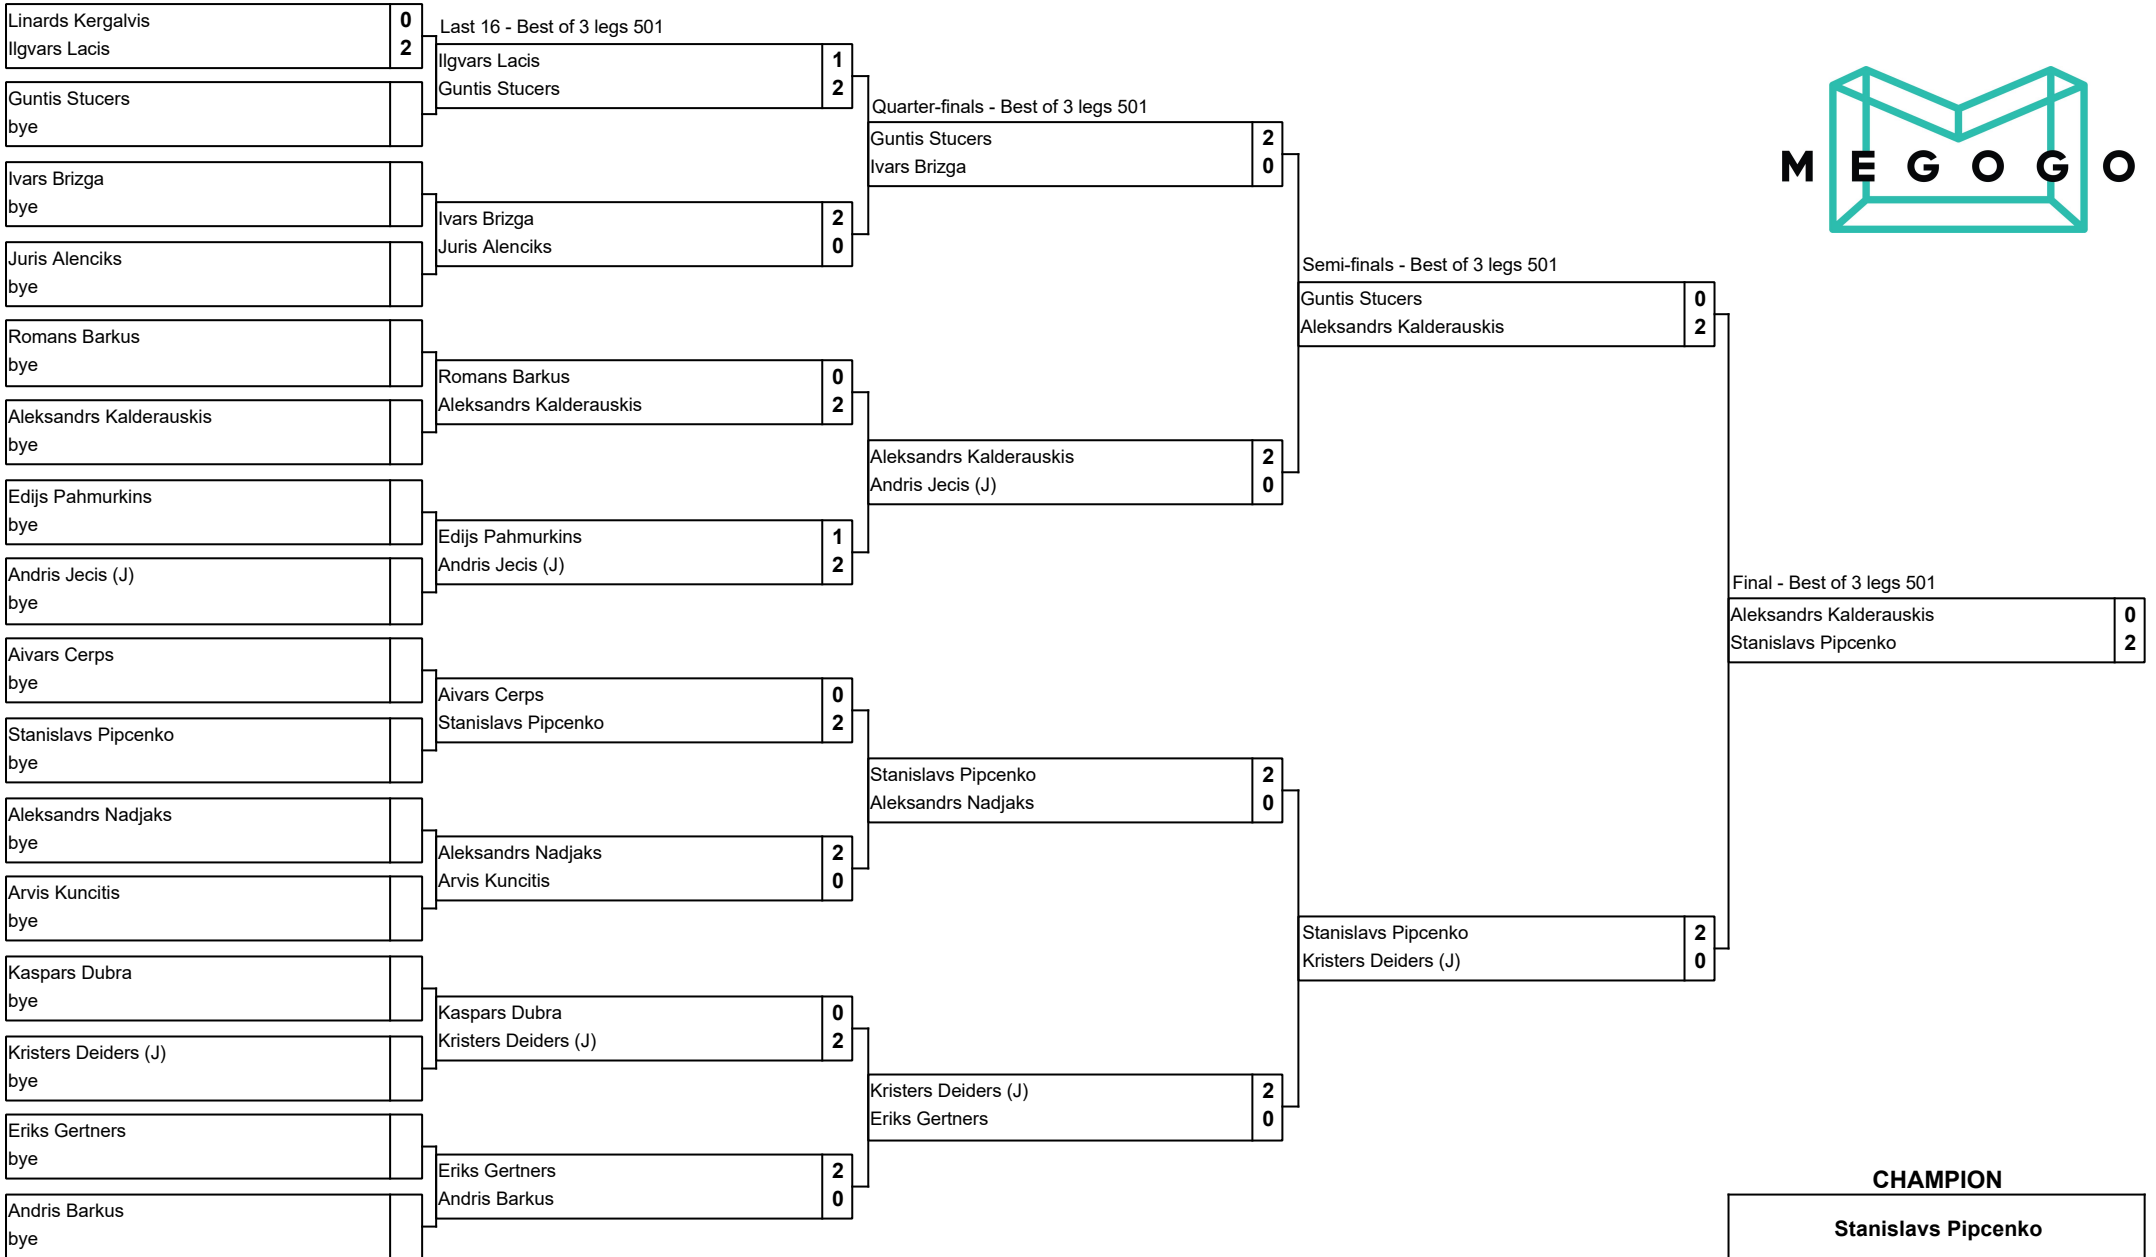 Linards Kergalvis 0
Ilgvars Lacis 2
Guntis Stucers
bye
Ivars Brizga
bye
Juris Alenciks
bye
Romans Barkus
bye
Aleksandrs Kalderauskis
bye
Edijs Pahmurkins
bye
Andris Jecis (J)
bye
Aivars Cerps
bye
Stanislavs Pipcenko
bye
Aleksandrs Nadjaks
bye
Arvis Kuncitis
bye
Kaspars Dubra
bye
Kristers Deiders (J)
bye
Eriks Gertners
bye
Andris Barkus
bye
Last 16 - Best of 3 legs 501
Ilgvars Lacis 1
Guntis Stucers 2
Ivars Brizga 2
Juris Alenciks 0
Romans Barkus 0
Aleksandrs Kalderauskis 2
Edijs Pahmurkins 1
Andris Jecis (J) 2
Aivars Cerps 0
Stanislavs Pipcenko 2
Aleksandrs Nadjaks 2
Arvis Kuncitis 0
Kaspars Dubra 0
Kristers Deiders (J) 2
Eriks Gertners 2
Andris Barkus 0
Quarter-finals - Best of 3 legs 501
Guntis Stucers 2
Ivars Brizga 0
Aleksandrs Kalderauskis 2
Andris Jecis (J) 0
Stanislavs Pipcenko 2
Aleksandrs Nadjaks 0
Kristers Deiders (J) 2
Eriks Gertners 0
Semi-finals - Best of 3 legs 501
Guntis Stucers 0
Aleksandrs Kalderauskis 2
Stanislavs Pipcenko 2
Kristers Deiders (J) 0
MEGOGO
Final - Best of 3 legs 501
Aleksandrs Kalderauskis 0
Stanislavs Pipcenko 2
CHAMPION
Stanislavs Pipcenko